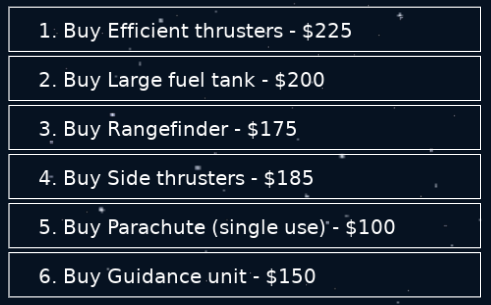 1. Buy Efficient thrusters - $225
2. Buy Large fuel tank - $200
3. Buy Rangefinder - $175
4. Buy Side thrusters - $185
5. Buy Parachute (single use) - $100
6. Buy Guidance unit - $150